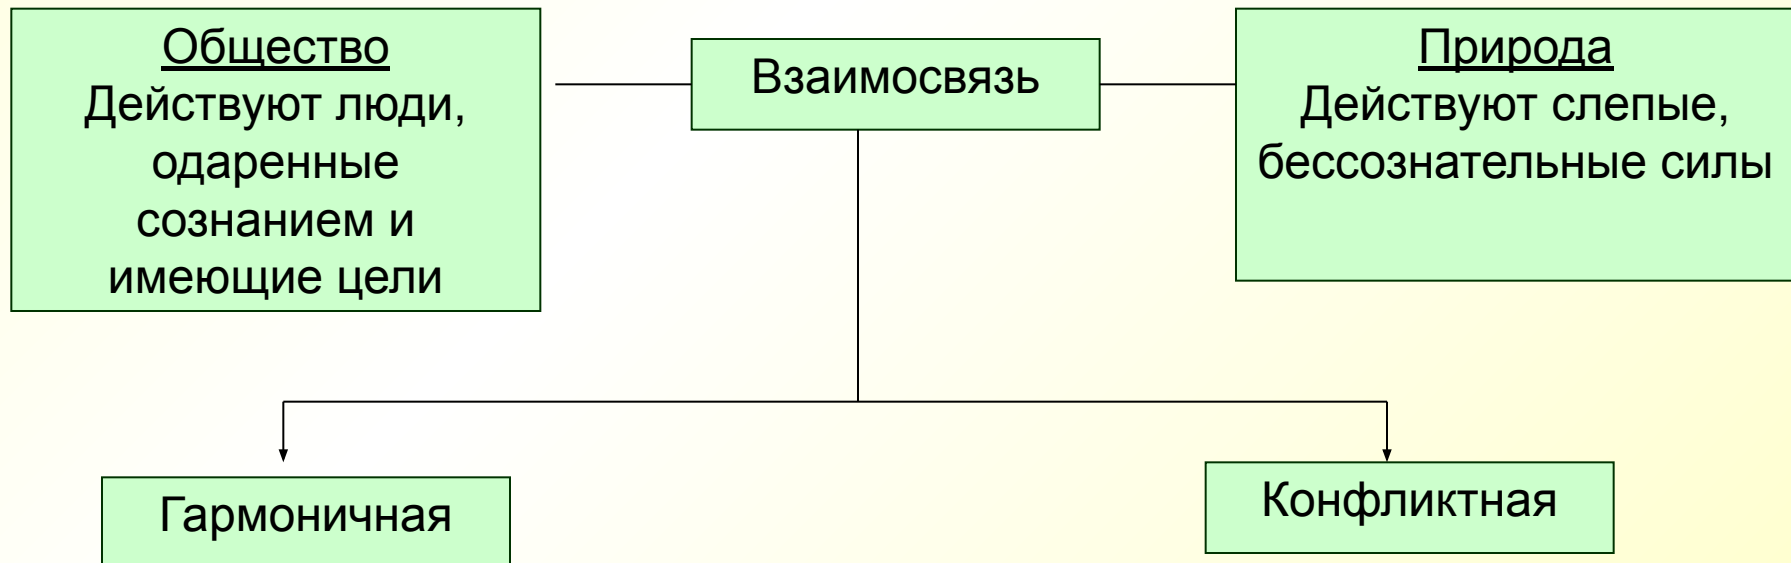 Общество
Действуют люди,
одаренные
сознанием и
имеющие цели
Взаимосвязь
Природа
Действуют слепые,
бессознательные силы
Гармоничная
Конфликтная